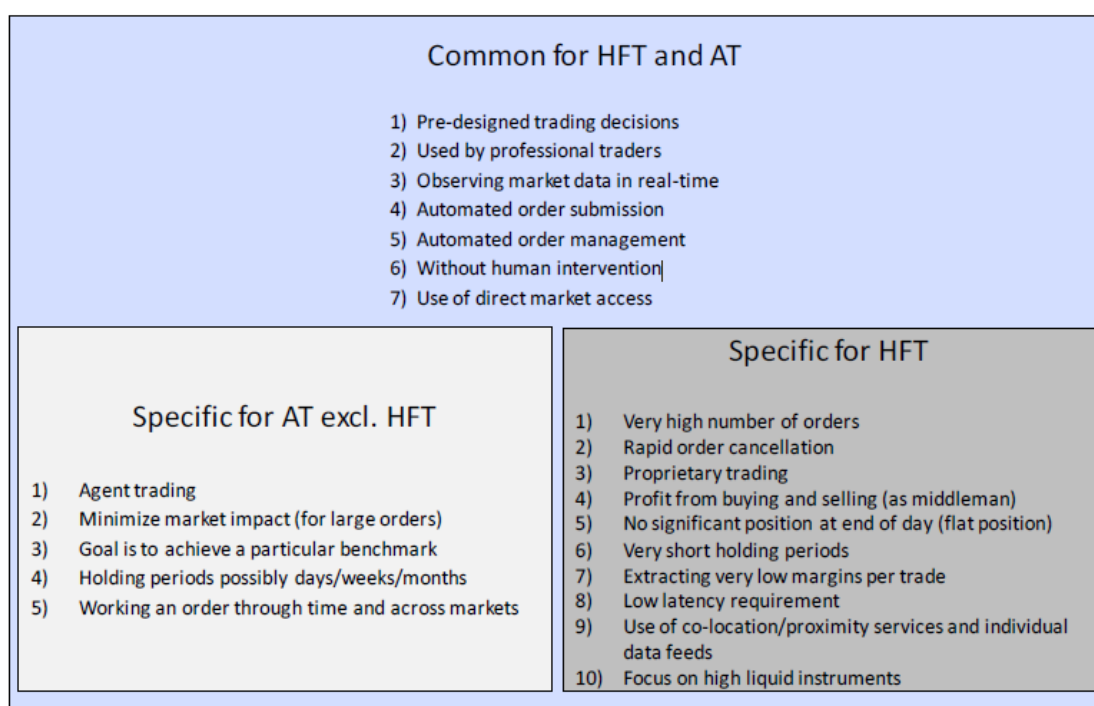 Common for HFT and AT
1) Pre-designed trading decisions
2) Used by professional traders
3) Observing market data in real-time
4) Automated order submission
5) Automated order management
6) Without human intervention
7) Use of direct market access
Specific for AT excl. HFT
1) Agent trading
2) Minimize market impact (for large orders)
3) Goal is to achieve a particular benchmark
4) Holding periods possibly days/weeks/months
5) Working an order through time and across markets
Specific for HFT
1) Very high number of orders
2) Rapid order cancellation
3) Proprietary trading
4) Profit from buying and selling (as middleman)
5) No significant position at end of day (flat position)
6) Very short holding periods
7) Extracting very low margins per trade
8) Low latency requirement
9) Use of co-location/proximity services and individual
data feeds
10) Focus on high liquid instruments